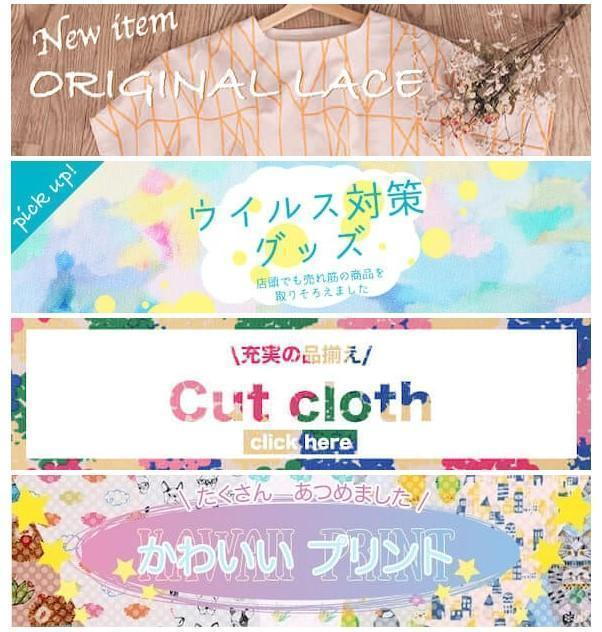 New item
ORIGINAL LACE
pick up!
ウイルス対策
グッズ
店頭でも売れ筋の商品を
取りそろえました
\充実の品揃え/
Cut cloth
click here
\たくさん あつめました/
KAWAII PRINT
かわいい プリント